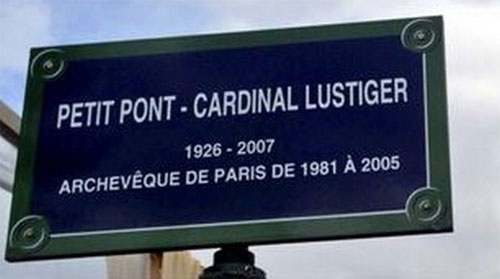 PETIT PONT - CARDINAL LUSTIGER
1926 - 2007
ARCHEVÊQUE DE PARIS DE 1981 À 2005